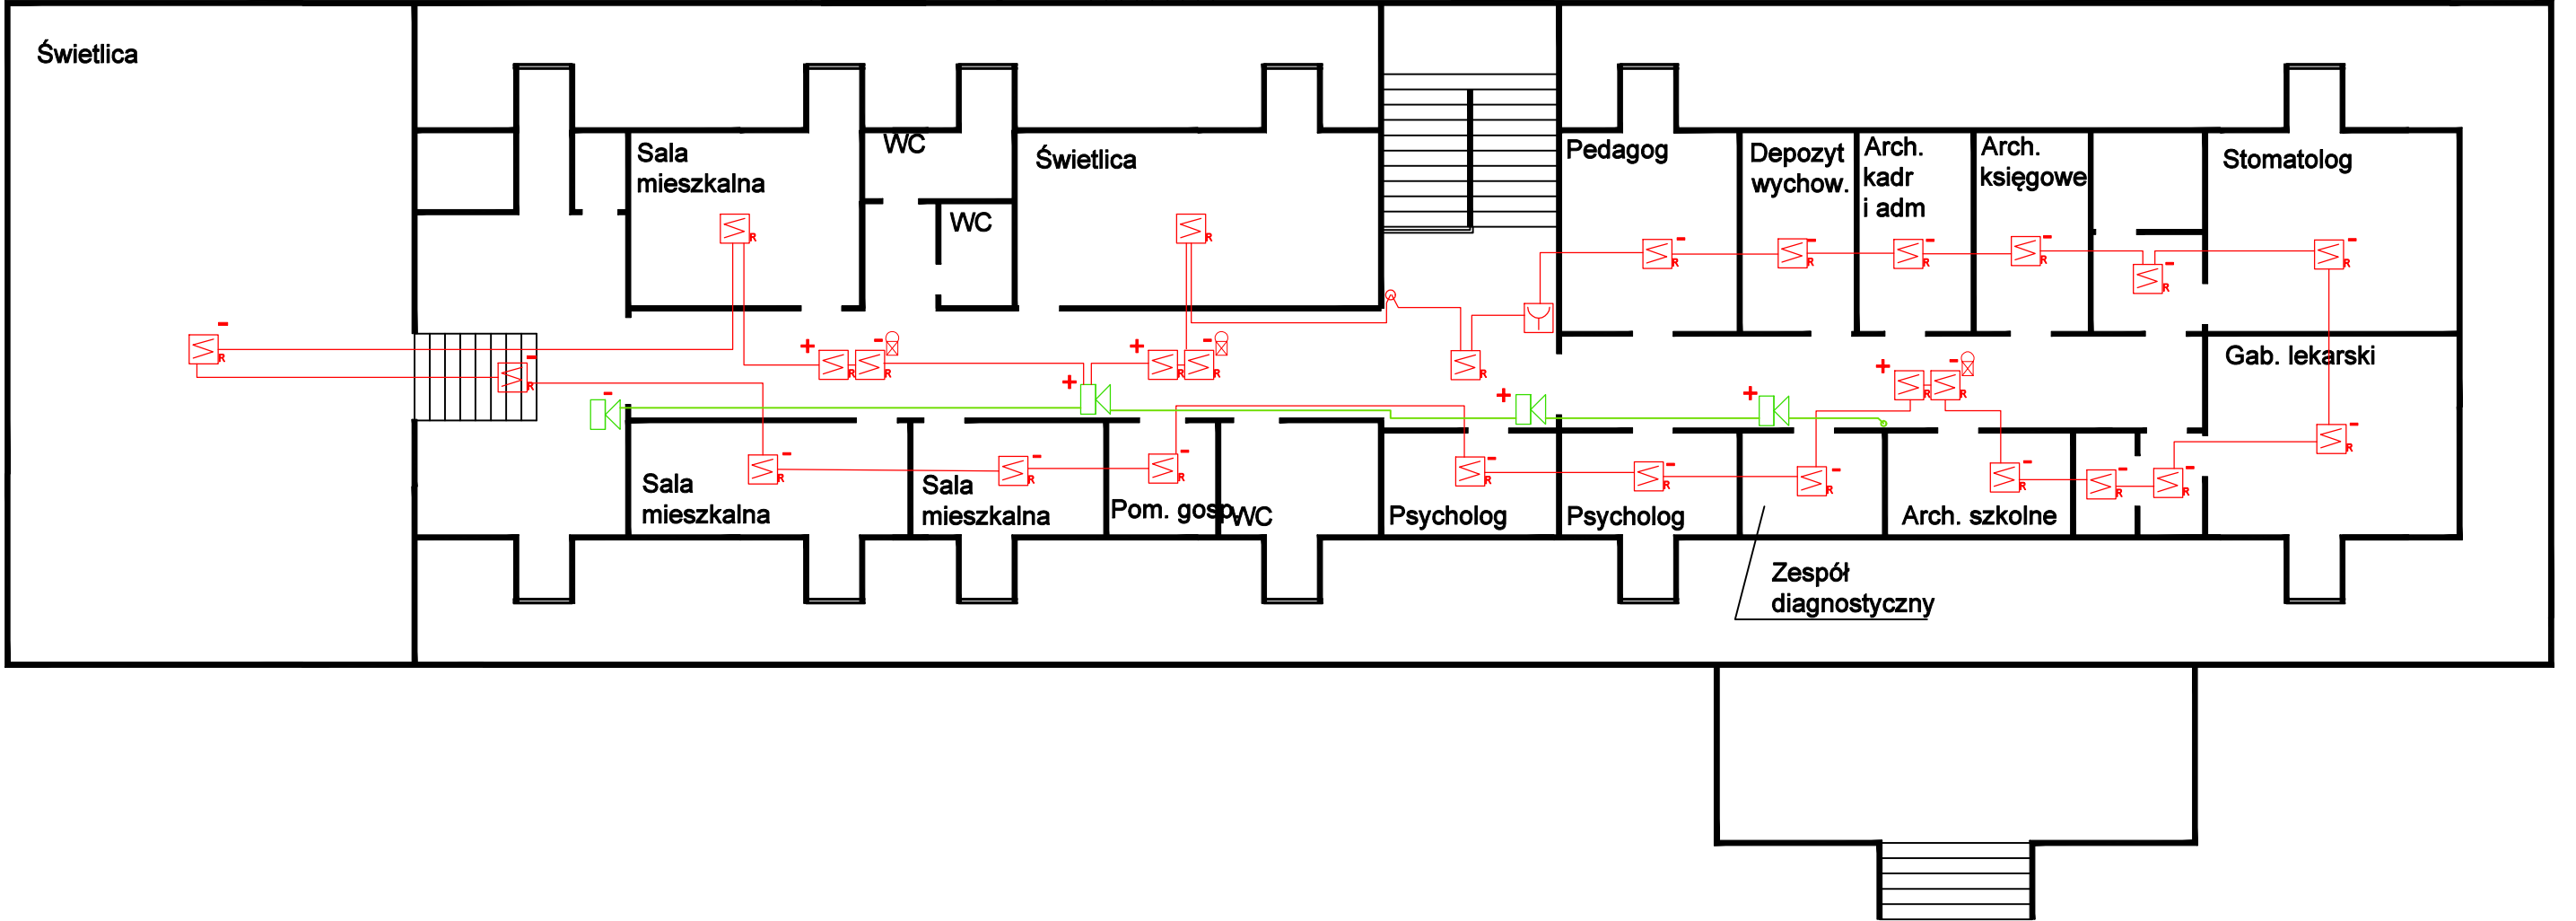 Świetlica
Sala
mieszkalna
WC
WC
Świetlica
Pedagog
Depozyt
wychow.
Arch.
kadr
i adm
Arch.
księgowe
Stomatolog
R
R
-
R
-
R
-
R
-
R
-
R
-
R
-
R
-
R
+
R
-
R
+
R
-
R
R
+
R
-
R
Gab. lekarski
-
+
+
+
Sala
mieszkalna
-
R
Sala
mieszkalna
-
R
Pom. gosp.
-
R
WC
Psycholog
-
R
Psycholog
-
R
-
R
Arch. szkolne
-
R
-
R
-
R
-
R
Zespół
diagnostyczny